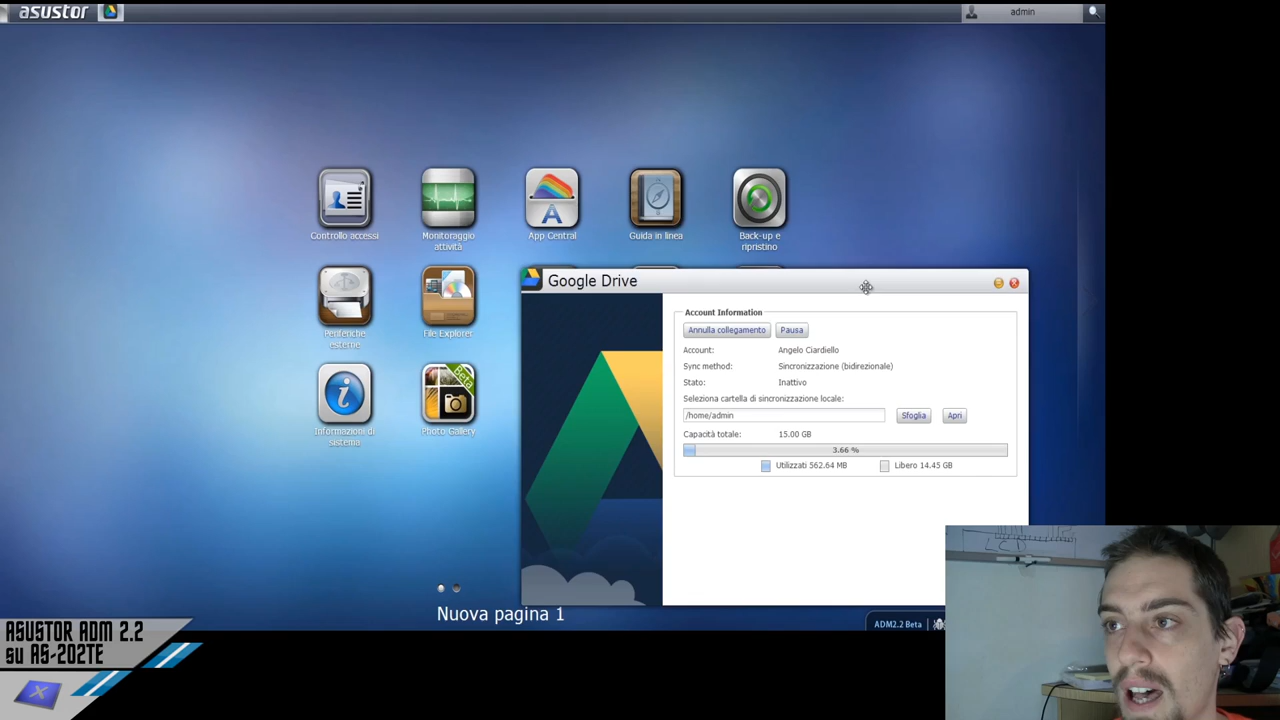 asustor
admin
Controllo accessi
Monitoraggio
attività
App Central
Guida in linea
Back-up e
ripristino
Periferiche
esterne
File Explorer
Informazioni di
sistema
Beta
Photo Gallery
Google Drive
Account Information
Annulla collegamento
Pausa
Account: Angelo Ciardiello
Sync method: Sincronizzazione (bidirezionale)
Stato: Inattivo
Seleziona cartella di sincronizzazione locale:
/home/admin
Sfoglia
Apri
Capacità totale: 15.00 GB
3.66 %
Utilizzati 562.64 MB
Libero 14.45 GB
Nuova pagina 1
ADM2.2 Beta
ASUSTOR ADM 2.2
su AS-202TE